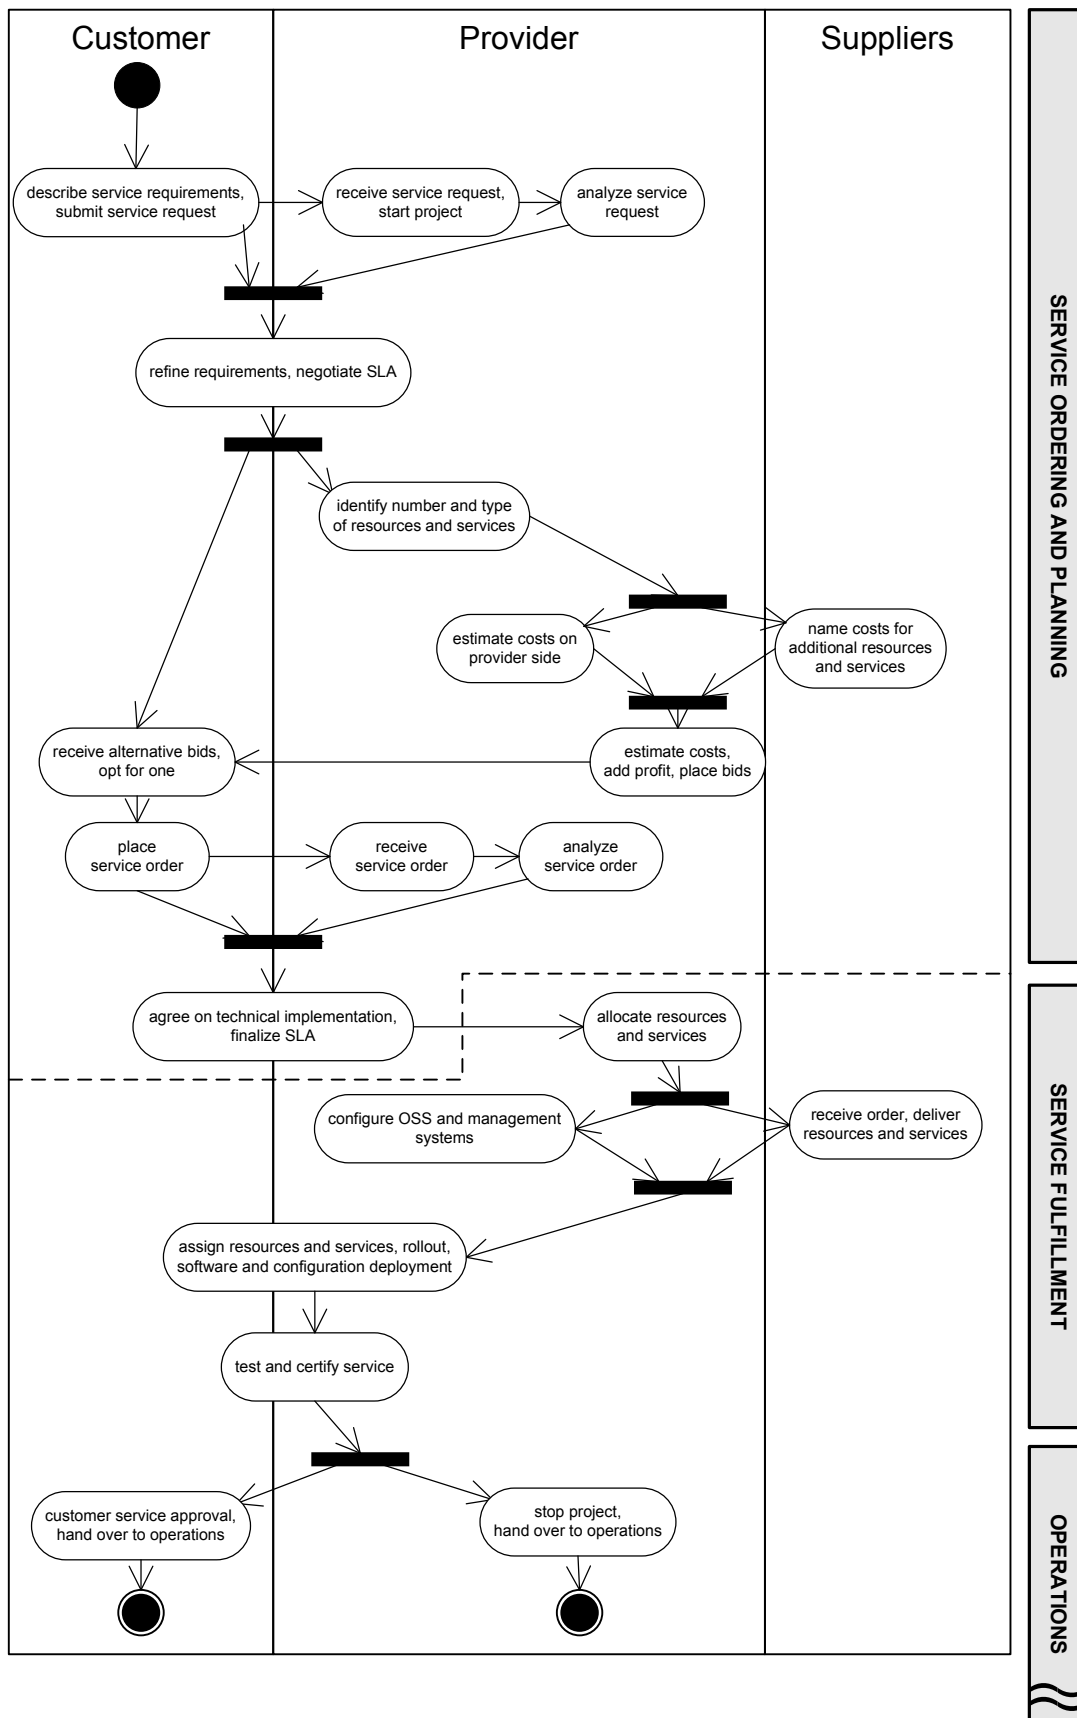 Customer
Provider
Suppliers
describe service requirements,
submit service request
receive service request,
start project
analyze service
request
refine requirements, negotiate SLA
identify number and type
of resources and services
estimate costs on
provider side
name costs for
additional resources
and services
receive alternative bids,
opt for one
estimate costs,
add profit, place bids
place
service order
receive
service order
analyze
service order
agree on technical implementation,
finalize SLA
allocate resources
and services
configure OSS and management
systems
receive order, deliver
resources and services
assign resources and services, rollout,
software and configuration deployment
test and certify service
customer service approval,
hand over to operations
stop project,
hand over to operations
SERVICE ORDERING AND PLANNING
SERVICE FULFILLMENT
OPERATIONS